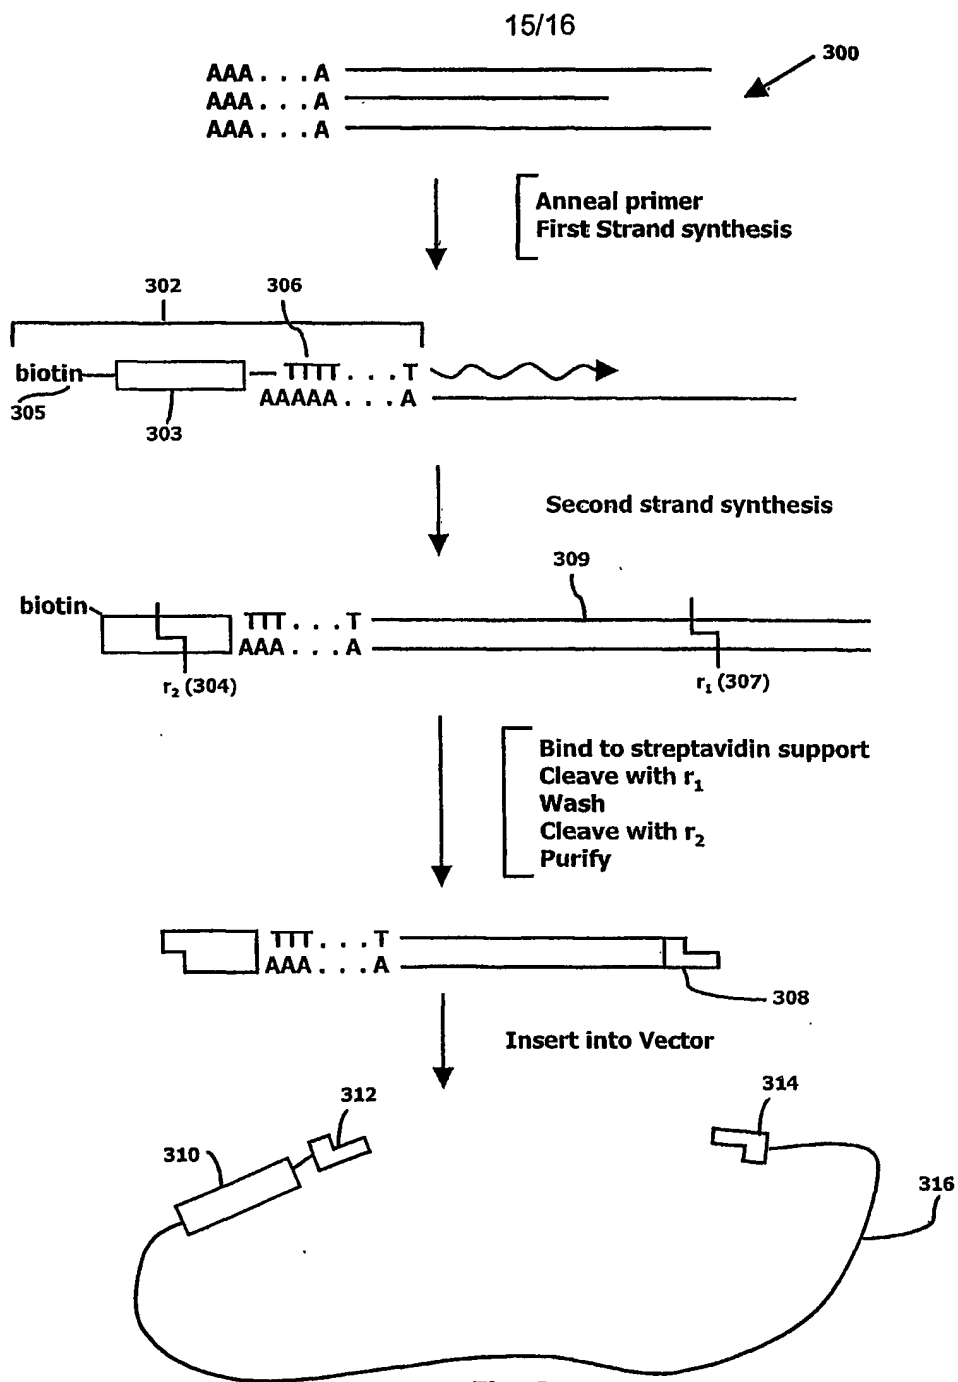 15/16
300
AAA . . . A
AAA . . . A
AAA . . . A
Anneal primer
First Strand synthesis
302
306
biotin
TTTT . . . T
AAAAA . . . A
305
303
Second strand synthesis
309
biotin
TTT . . . T
AAA . . . A
r₂ (304)
r₁ (307)
Bind to streptavidin support
Cleave with r₁
Wash
Cleave with r₂
Purify
TTT . . . T
AAA . . . A
308
Insert into Vector
312
314
310
316